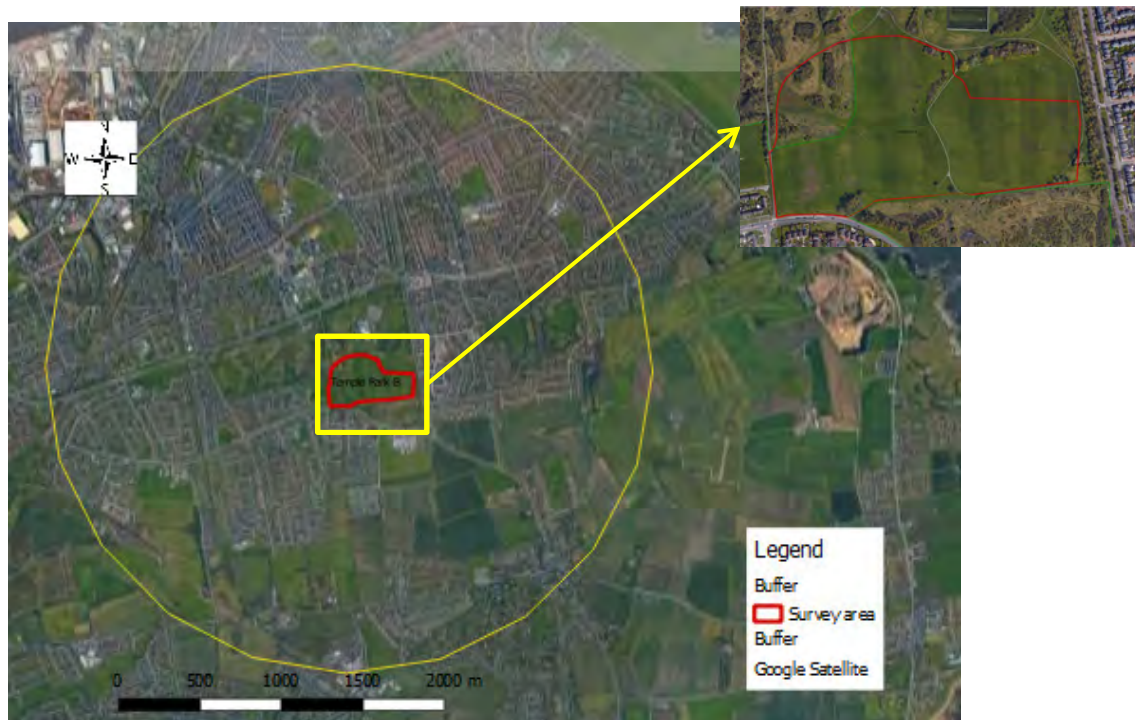 W
S
Temple Park B
Legend
Buffer
Survey area
Buffer
Google Satellite
0 500 1000 1500 2000 m